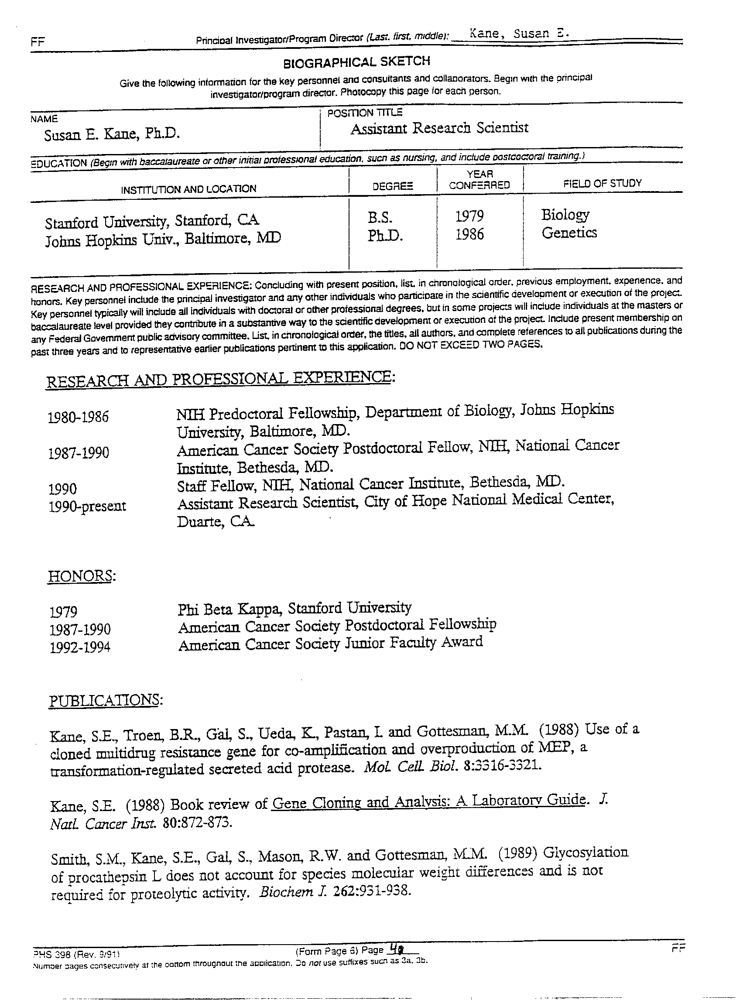 FF
Principal Investigator/Program Director (Last, first, middle): Kane, Susan E.
BIOGRAPHICAL SKETCH
Give the following information for the key personnel and consultants and collaborators. Begin with the principal
investigator/program director. Photocopy this page for each person.
NAME
POSITION TITLE
Susan E. Kane, Ph.D.
Assistant Research Scientist
EDUCATION (Begin with baccalaureate or other initial professional education, such as nursing, and include postdoctoral training.)
INSTITUTION AND LOCATION
DEGREE
YEAR
CONFERRED
FIELD OF STUDY
Stanford University, Stanford, CA B.S. 1979 Biology
Johns Hopkins Univ., Baltimore, MD Ph.D. 1986 Genetics
RESEARCH AND PROFESSIONAL EXPERIENCE: Concluding with present position, list, in chronological order, previous employment, experience, and
honors. Key personnel include the principal investigator and any other individuals who participate in the scientific development or execution of the project.
Key personnel typically will include all individuals with doctoral or other professional degrees, but in some projects will include individuals at the masters or
baccalaureate level provided they contribute in a substantive way to the scientific development or execution of the project. Include present membership on
any Federal Government public advisory committee. List, in chronological order, the titles, all authors, and complete references to all publications during the
past three years and to representative earlier publications pertinent to this application. DO NOT EXCEED TWO PAGES.
RESEARCH AND PROFESSIONAL EXPERIENCE:
1980-1986 NIH Predoctoral Fellowship, Department of Biology, Johns Hopkins
University, Baltimore, MD.
1987-1990 American Cancer Society Postdoctoral Fellow, NIH, National Cancer
Institute, Bethesda, MD.
1990 Staff Fellow, NIH, National Cancer Institute, Bethesda, MD.
1990-present Assistant Research Scientist, City of Hope National Medical Center,
Duarte, CA.
HONORS:
1979 Phi Beta Kappa, Stanford University
1987-1990 American Cancer Society Postdoctoral Fellowship
1992-1994 American Cancer Society Junior Faculty Award
PUBLICATIONS:
Kane, S.E., Troen, B.R., Gal, S., Ueda, K., Pastan, I. and Gottesman, M.M. (1988) Use of a
cloned multidrug resistance gene for co-amplification and overproduction of MEP, a
transformation-regulated secreted acid protease. Mol. Cell. Biol. 8:3316-3321.
Kane, S.E. (1988) Book review of Gene Cloning and Analysis: A Laboratory Guide. J.
Natl. Cancer Inst. 80:872-873.
Smith, S.M., Kane, S.E., Gal, S., Mason, R.W. and Gottesman, M.M. (1989) Glycosylation
of procathepsin L does not account for species molecular weight differences and is not
required for proteolytic activity. Biochem J. 262:931-938.
PHS 398 (Rev. 9/91) (Form Page 6) Page 4a FF
Number pages consecutively at the bottom throughout the application. Do not use suffixes such as 3a, 3b.